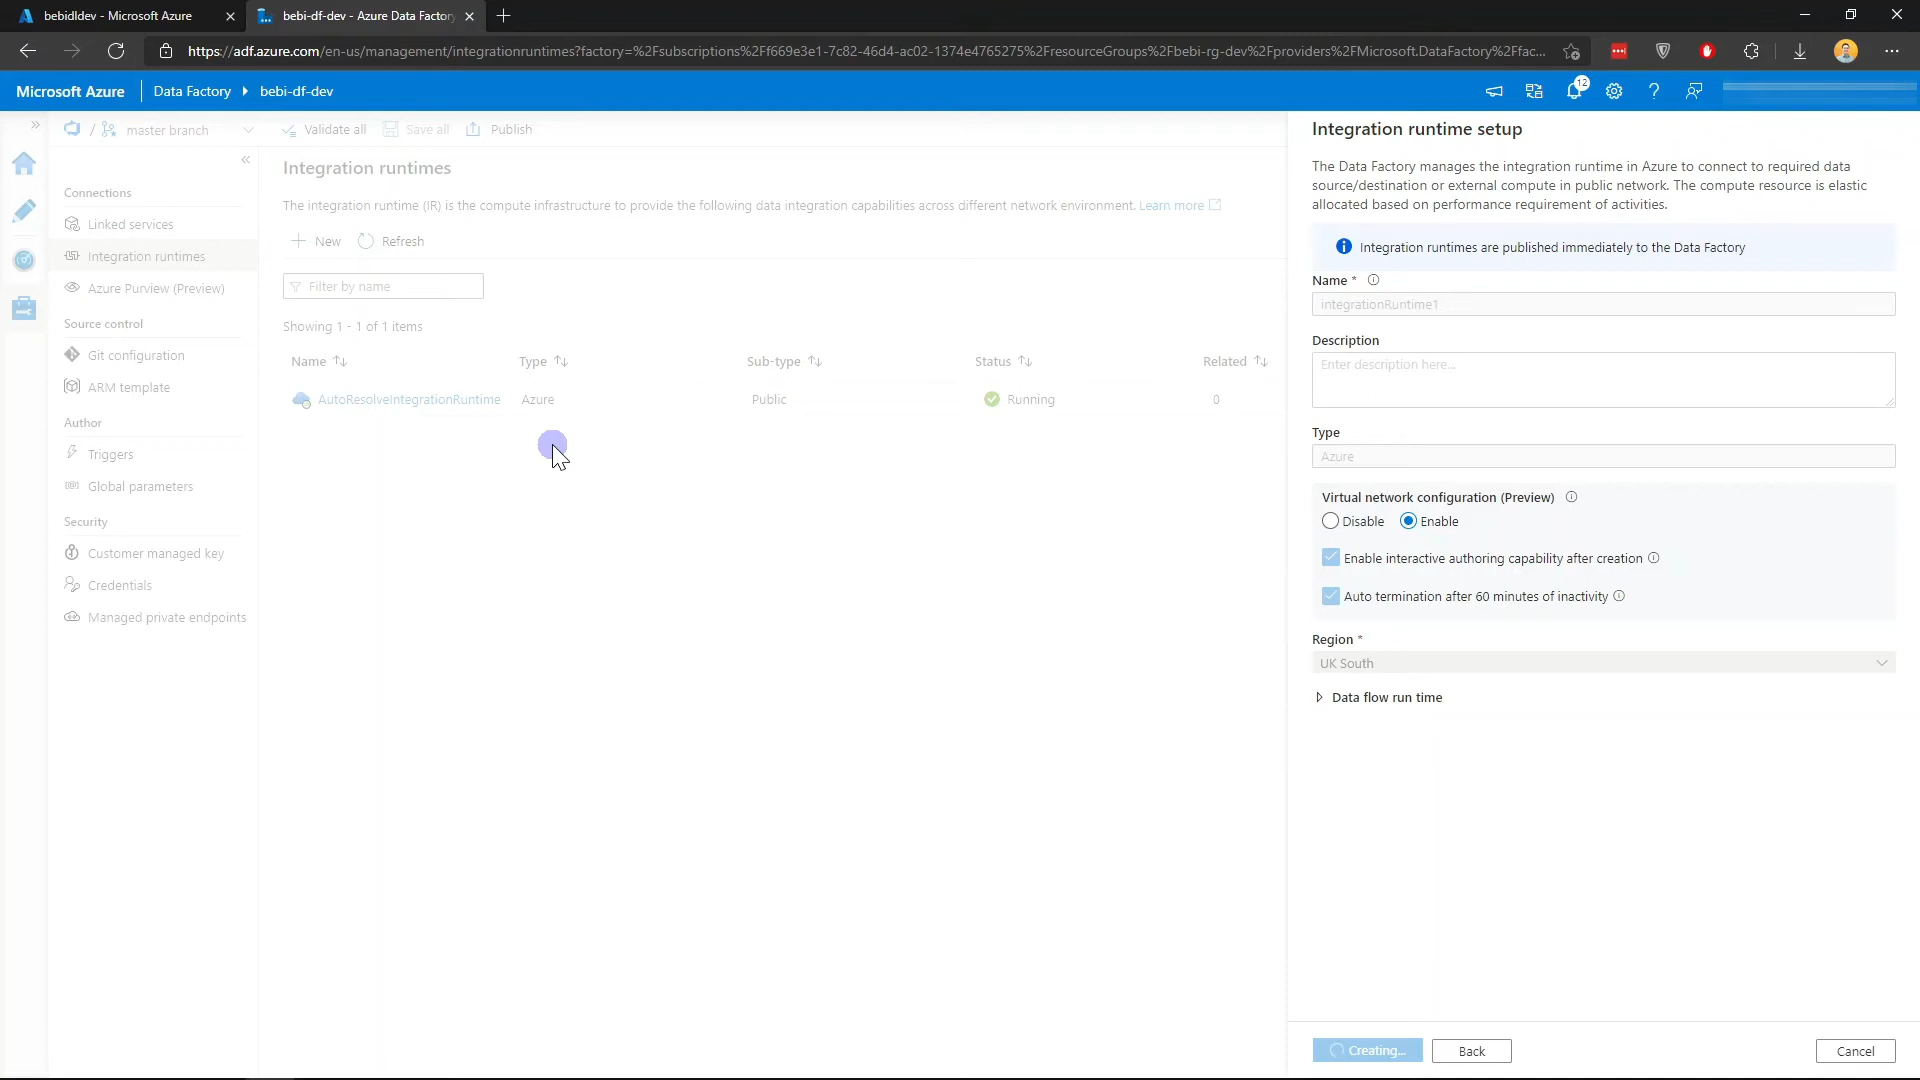 bebidldev - Microsoft Azure
bebi-df-dev - Azure Data Factory
https://adf.azure.com/en-us/management/integrationruntimes?factory=%2Fsubscriptions%2Ff669e3e1-7c82-46d4-ac02-1374e4765275%2FresourceGroups%2Fbebi-rg-dev%2Fproviders%2FMicrosoft.DataFactory%2Ffac...
Microsoft Azure
Data Factory
bebi-df-dev
12
/
master branch
Validate all
Save all
Publish
Connections
Linked services
Integration runtimes
Azure Purview (Preview)
Source control
Git configuration
ARM template
Author
Triggers
Global parameters
Security
Customer managed key
Credentials
Managed private endpoints
Integration runtimes
The integration runtime (IR) is the compute infrastructure to provide the following data integration capabilities across different network environment. Learn more
New
Refresh
Filter by name
Showing 1 - 1 of 1 items
Name Type Sub-type Status Related
AutoResolveIntegrationRuntime Azure Public Running 0
Integration runtime setup
The Data Factory manages the integration runtime in Azure to connect to required data
source/destination or external compute in public network. The compute resource is elastic
allocated based on performance requirement of activities.
Integration runtimes are published immediately to the Data Factory
Name *
integrationRuntime1
Description
Enter description here...
Type
Azure
Virtual network configuration (Preview)
Disable Enable
Enable interactive authoring capability after creation
Auto termination after 60 minutes of inactivity
Region *
UK South
Data flow run time
Creating...
Back
Cancel